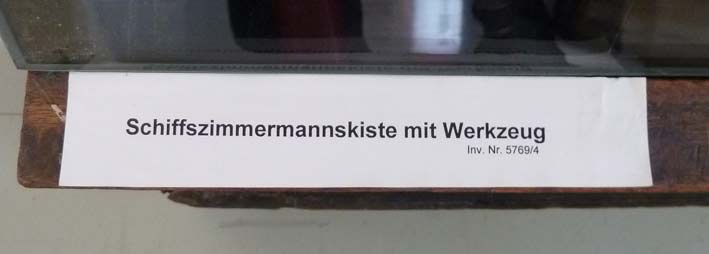 Schiffszimmermannskiste mit Werkzeug
Inv. Nr. 5769/4